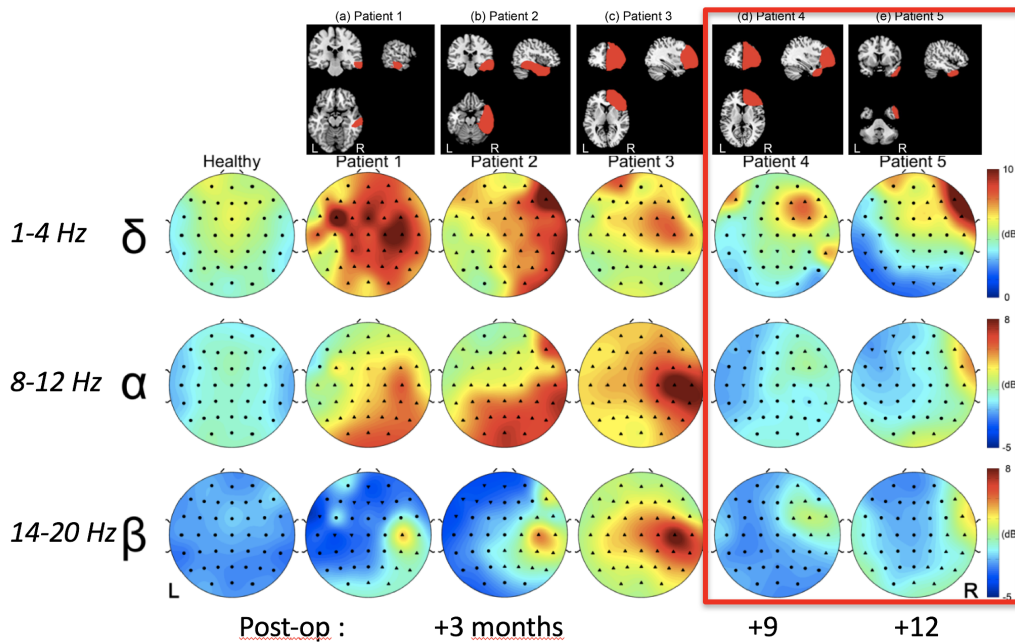 (a) Patient 1 (b) Patient 2 (c) Patient 3 (d) Patient 4 (e) Patient 5
L R L R L R L R L R
Healthy Patient 1 Patient 2 Patient 3 Patient 4 Patient 5
1-4 Hz δ 10 (dB 0
8-12 Hz α 8 (dB -5
14-20 Hz β 8 (dB -5
L R
Post-op : +3 months +9 +12